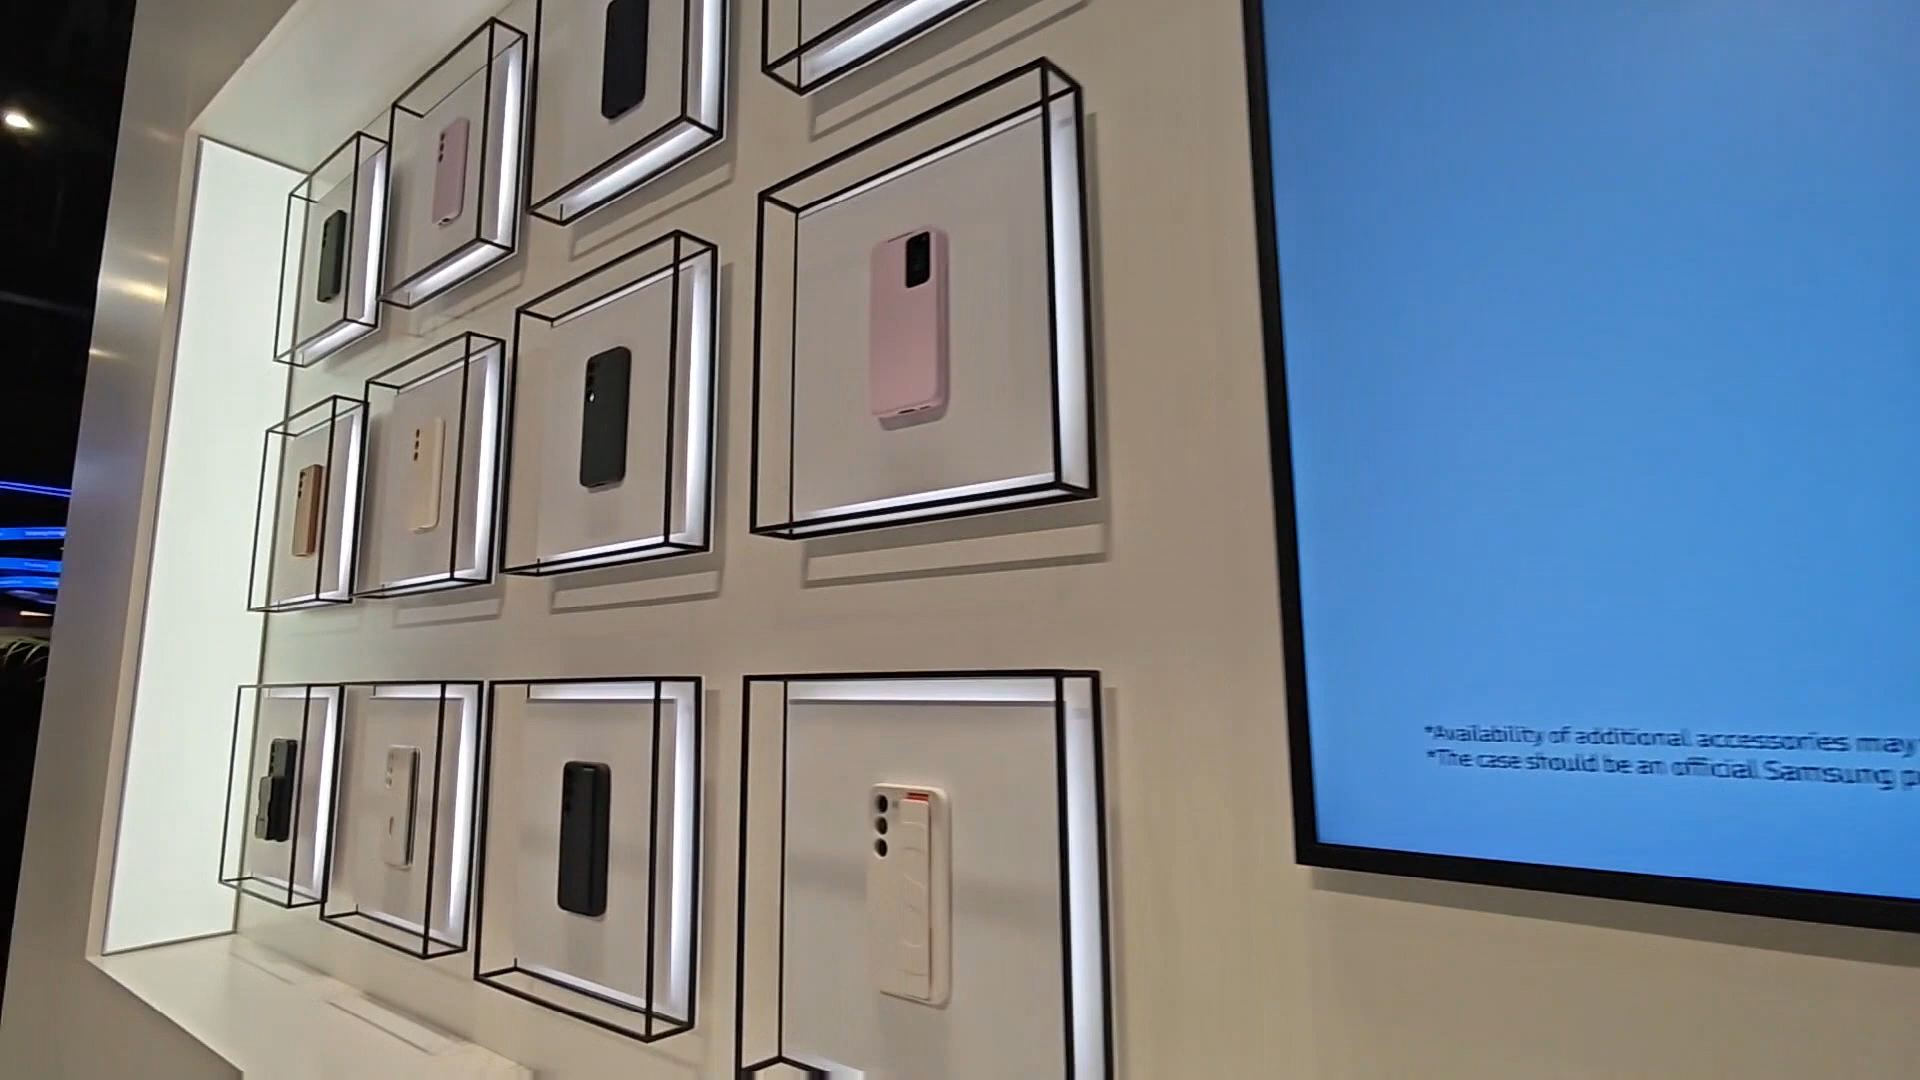 *Availability of additional accessories may
*The case should be an official Samsung